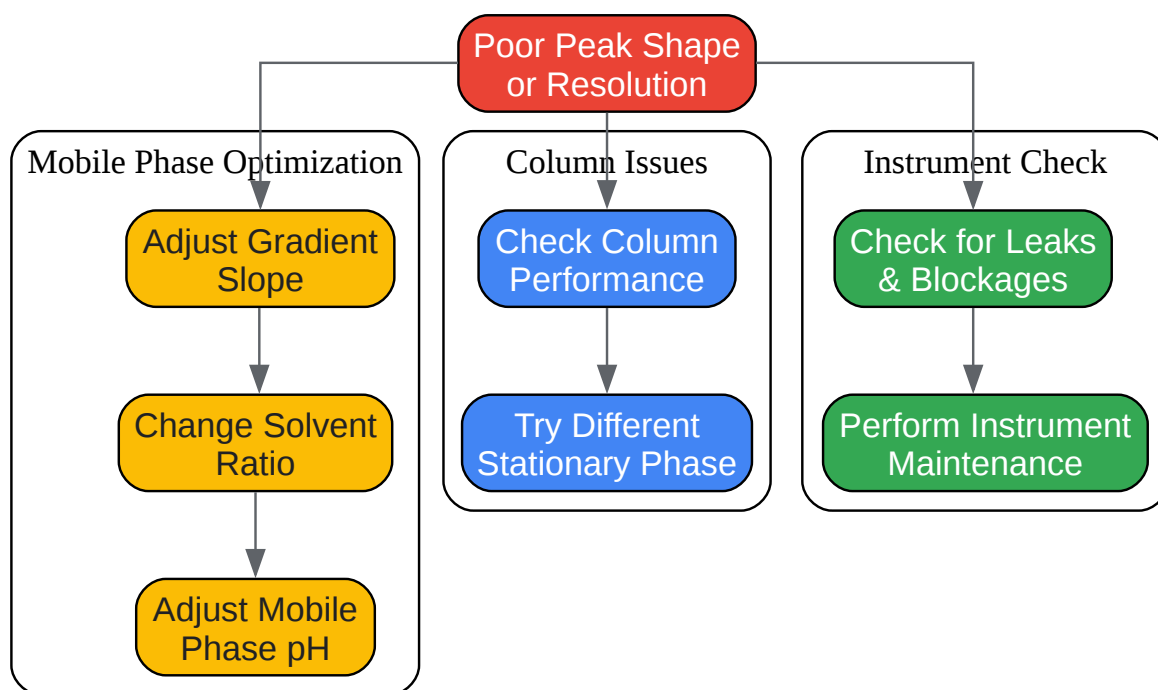 Poor Peak Shape
or Resolution
Mobile Phase Optimization
Adjust Gradient
Slope
Change Solvent
Ratio
Adjust Mobile
Phase pH
Column Issues
Check Column
Performance
Try Different
Stationary Phase
Instrument Check
Check for Leaks
& Blockages
Perform Instrument
Maintenance